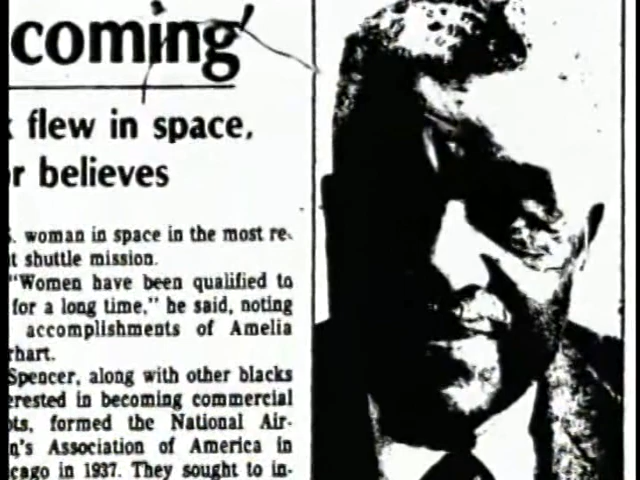 coming'
flew in space,
believes
woman in space in the most re-
shuttle mission.
"Women have been qualified to
for a long time," he said, noting
accomplishments of Amelia
rhart.
Spencer, along with other blacks
erested in becoming commercial
ots, formed the National Air-
n's Association of America in
cago in 1937. They sought to in-